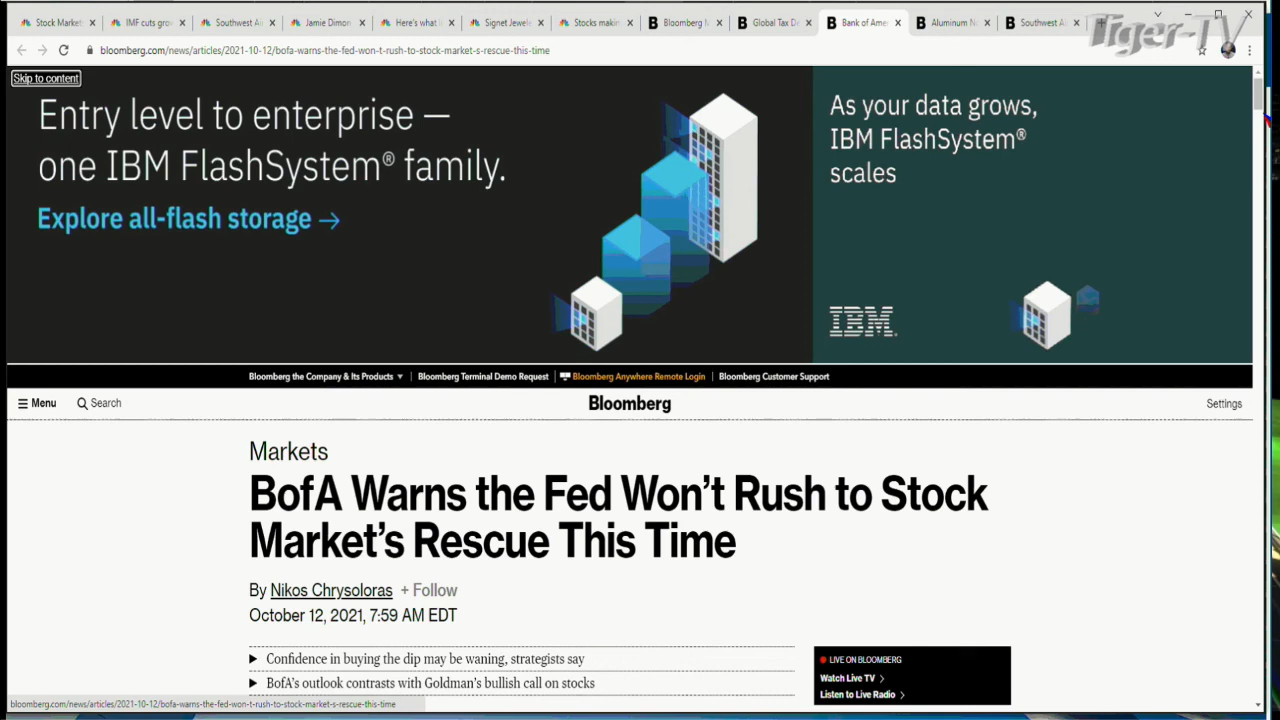 Stock Market
IMF cuts grow
Southwest Ai
Jamie Dimon
Here's what
Signet Jewele
Stocks makin
Bloomberg
Global Tax De
Bank of Amer
Aluminum N
Southwest Ai
Tiger-TV
bloomberg.com/news/articles/2021-10-12/bofa-warns-the-fed-won-t-rush-to-stock-market-s-rescue-this-time
Skip to content
Entry level to enterprise —
one IBM FlashSystem® family.
Explore all-flash storage →
As your data grows,
IBM FlashSystem®
scales
IBM.
Bloomberg the Company & Its Products
Bloomberg Terminal Demo Request
Bloomberg Anywhere Remote Login
Bloomberg Customer Support
Menu
Search
Bloomberg
Settings
Markets
BofA Warns the Fed Won't Rush to Stock
Market's Rescue This Time
By Nikos Chrysoloras + Follow
October 12, 2021, 7:59 AM EDT
Confidence in buying the dip may be waning, strategists say
BofA's outlook contrasts with Goldman's bullish call on stocks
LIVE ON BLOOMBERG
Watch Live TV
Listen to Live Radio
bloomberg.com/news/articles/2021-10-12/bofa-warns-the-fed-won-t-rush-to-stock-market-s-rescue-this-time